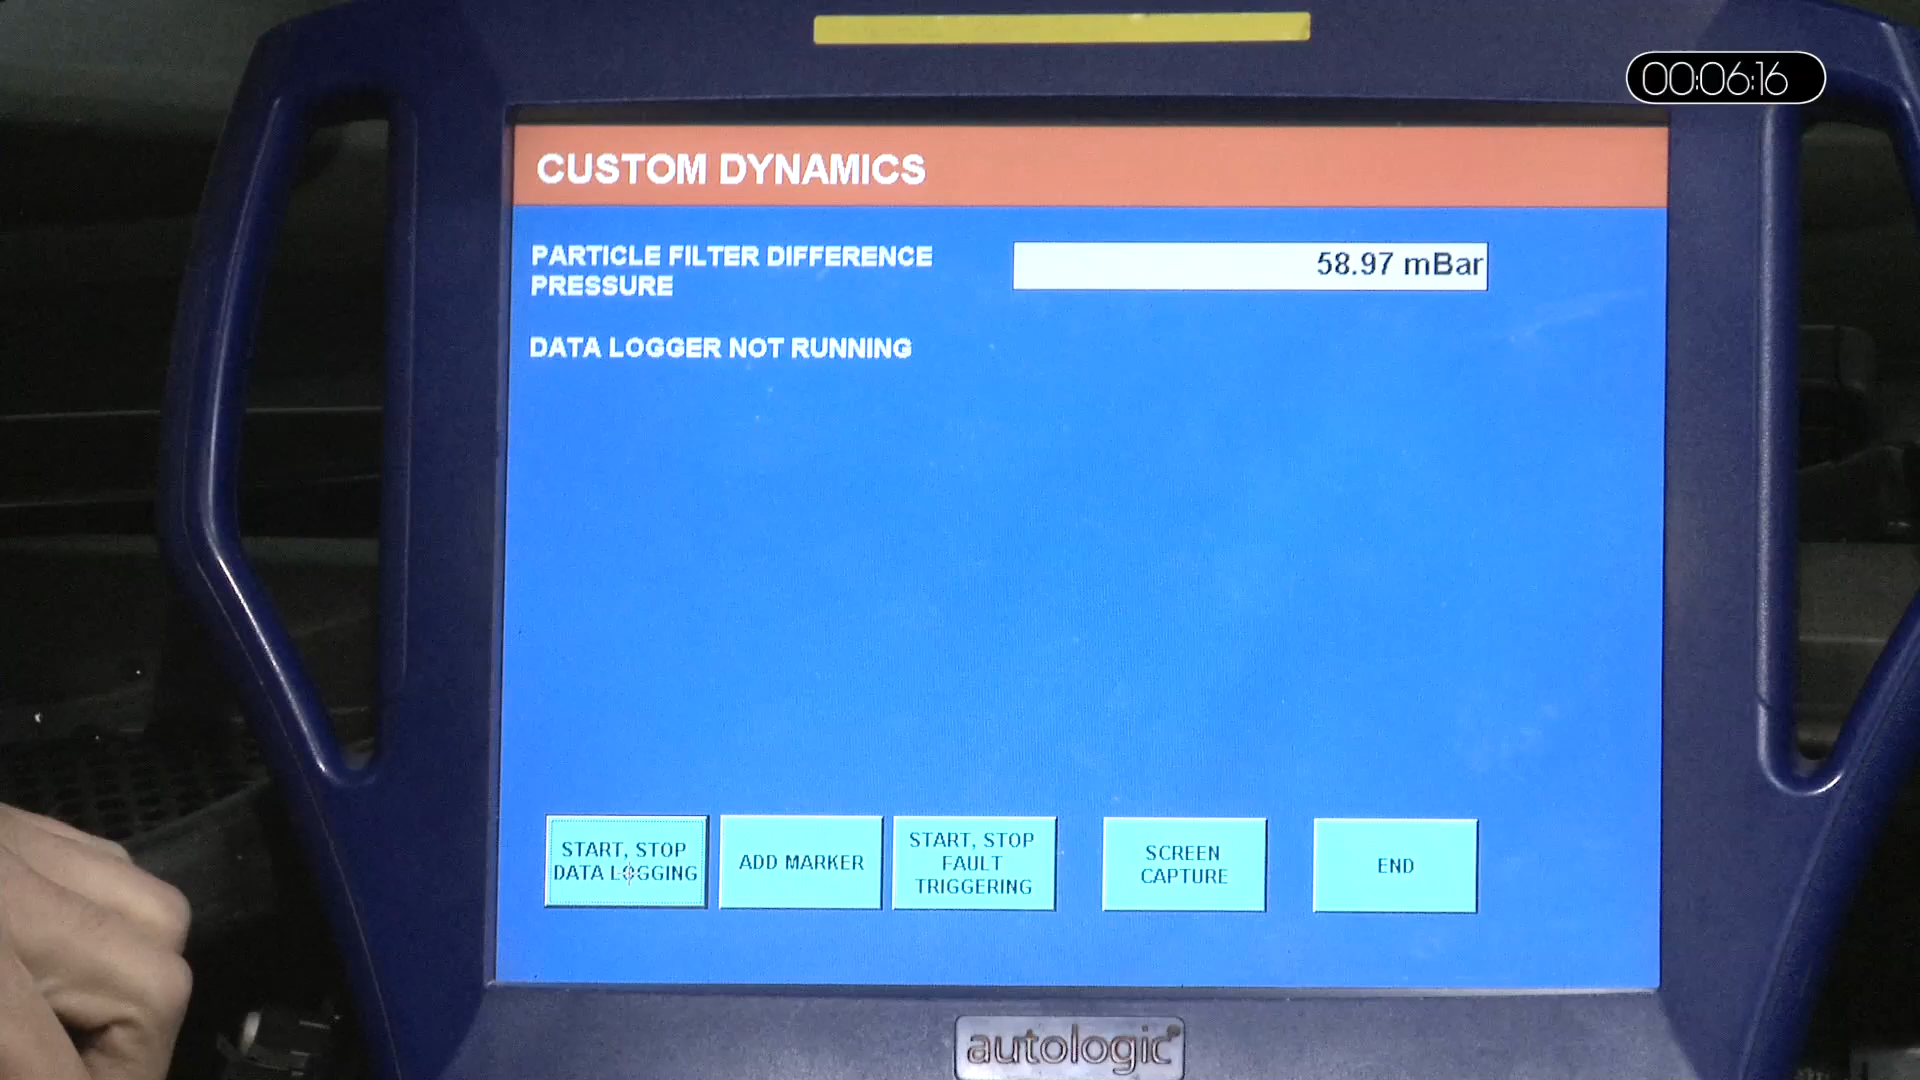 00:06:16
CUSTOM DYNAMICS
PARTICLE FILTER DIFFERENCE
PRESSURE
58.97 mBar
DATA LOGGER NOT RUNNING
START, STOP
DATA LOGGING
ADD MARKER
START, STOP
FAULT
TRIGGERING
SCREEN
CAPTURE
END
autologic